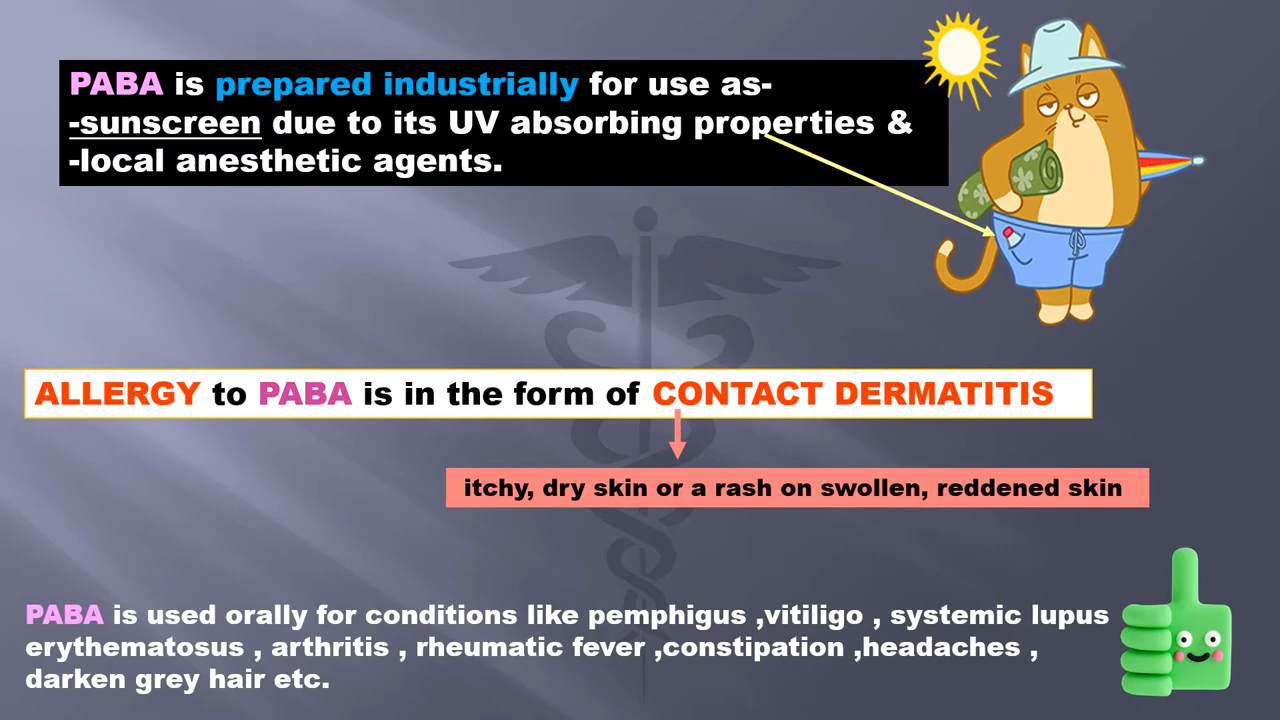 PABA is prepared industrially for use as-
-sunscreen due to its UV absorbing properties &
-local anesthetic agents.
ALLERGY to PABA is in the form of CONTACT DERMATITIS
itchy, dry skin or a rash on swollen, reddened skin
PABA is used orally for conditions like pemphigus ,vitiligo , systemic lupus
erythematosus , arthritis , rheumatic fever ,constipation ,headaches ,
darken grey hair etc.